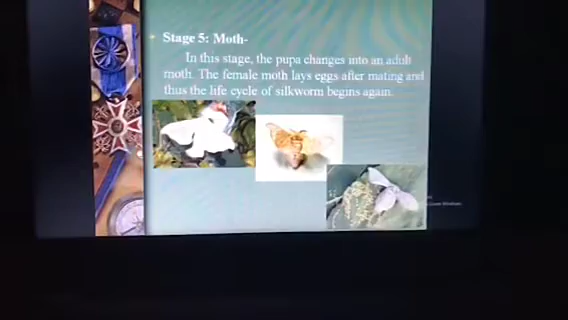 Stage 5: Moth-
In this stage, the pupa changes into an adult
moth. The female moth lays eggs after mating and
thus the life cycle of silkworm begins again.